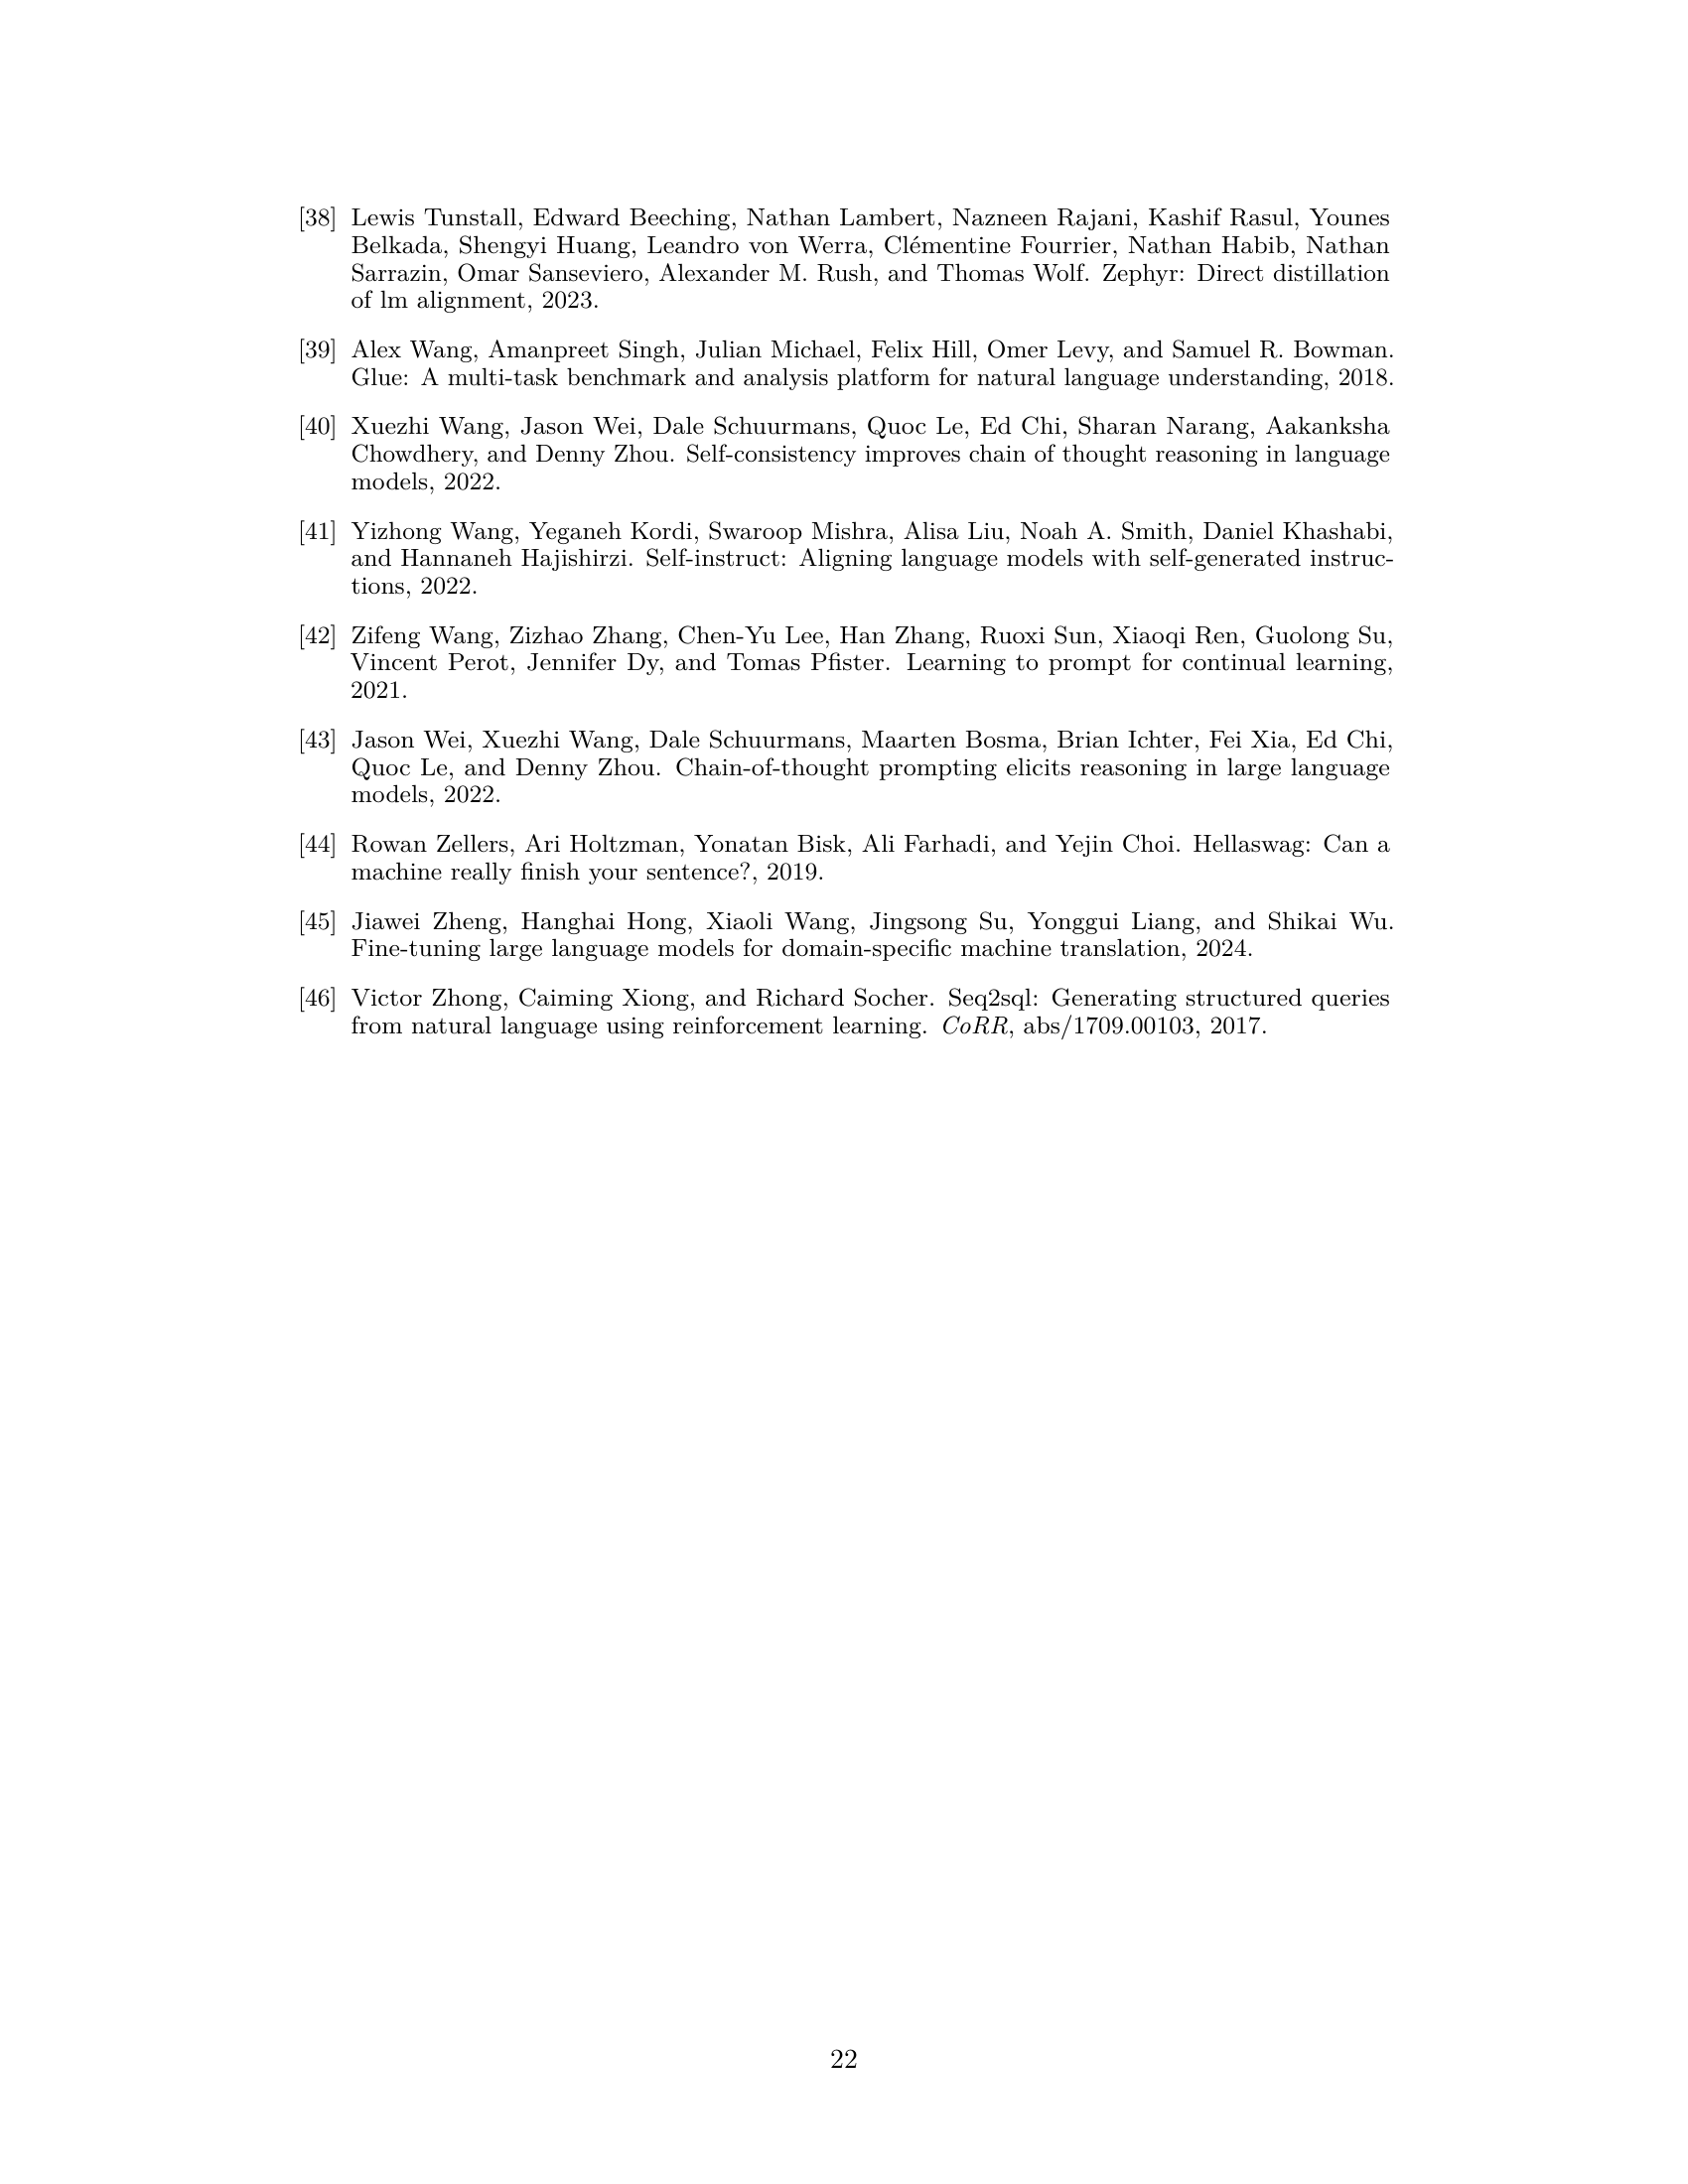 [38] Lewis Tunstall, Edward Beeching, Nathan Lambert, Nazneen Rajani, Kashif Rasul, Younes
Belkada, Shengyi Huang, Leandro von Werra, Clémentine Fourrier, Nathan Habib, Nathan
Sarrazin, Omar Sanseviero, Alexander M. Rush, and Thomas Wolf. Zephyr: Direct distillation
of lm alignment, 2023.
[39] Alex Wang, Amanpreet Singh, Julian Michael, Felix Hill, Omer Levy, and Samuel R. Bowman.
Glue: A multi-task benchmark and analysis platform for natural language understanding, 2018.
[40] Xuezhi Wang, Jason Wei, Dale Schuurmans, Quoc Le, Ed Chi, Sharan Narang, Aakanksha
Chowdhery, and Denny Zhou. Self-consistency improves chain of thought reasoning in language
models, 2022.
[41] Yizhong Wang, Yeganeh Kordi, Swaroop Mishra, Alisa Liu, Noah A. Smith, Daniel Khashabi,
and Hannaneh Hajishirzi. Self-instruct: Aligning language models with self-generated instruc-
tions, 2022.
[42] Zifeng Wang, Zizhao Zhang, Chen-Yu Lee, Han Zhang, Ruoxi Sun, Xiaoqi Ren, Guolong Su,
Vincent Perot, Jennifer Dy, and Tomas Pfister. Learning to prompt for continual learning,
2021.
[43] Jason Wei, Xuezhi Wang, Dale Schuurmans, Maarten Bosma, Brian Ichter, Fei Xia, Ed Chi,
Quoc Le, and Denny Zhou. Chain-of-thought prompting elicits reasoning in large language
models, 2022.
[44] Rowan Zellers, Ari Holtzman, Yonatan Bisk, Ali Farhadi, and Yejin Choi. Hellaswag: Can a
machine really finish your sentence?, 2019.
[45] Jiawei Zheng, Hanghai Hong, Xiaoli Wang, Jingsong Su, Yonggui Liang, and Shikai Wu.
Fine-tuning large language models for domain-specific machine translation, 2024.
[46] Victor Zhong, Caiming Xiong, and Richard Socher. Seq2sql: Generating structured queries
from natural language using reinforcement learning. CoRR, abs/1709.00103, 2017.
22